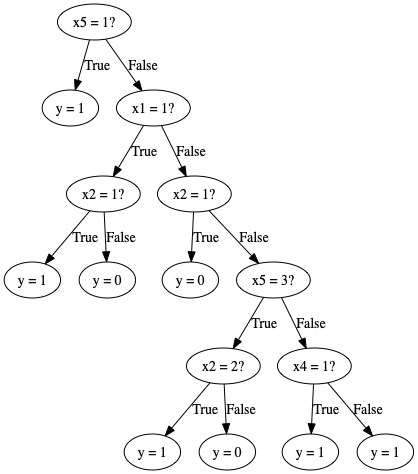 x5 = 1?
True
False
y = 1
x1 = 1?
True
False
x2 = 1?
x2 = 1?
True
False
True
False
y = 1
y = 0
y = 0
x5 = 3?
True
False
x2 = 2?
x4 = 1?
True
False
True
False
y = 1
y = 0
y = 1
y = 1